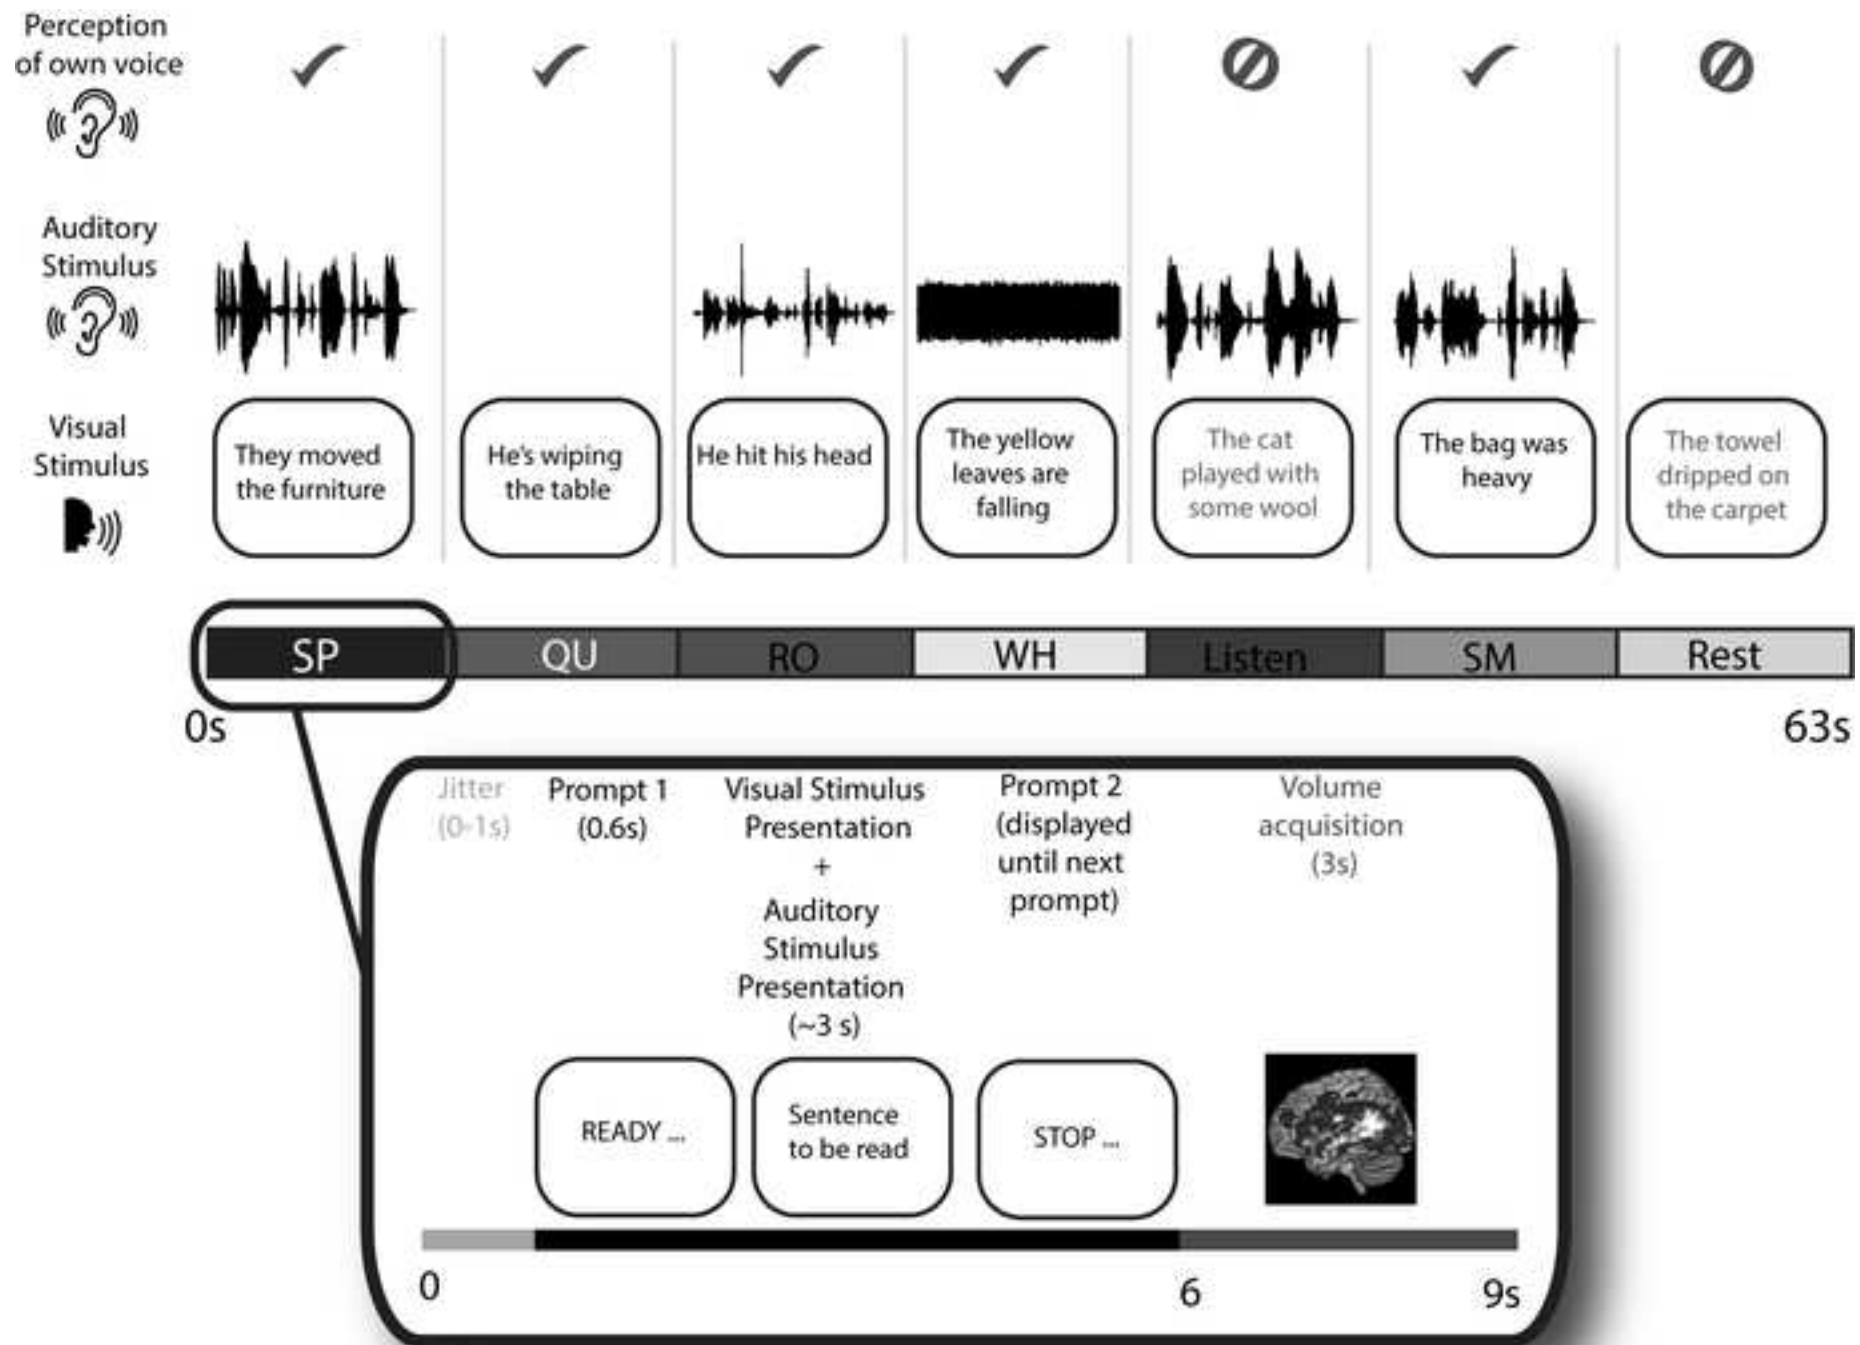 Perception
of own voice
Auditory
Stimulus
Visual
Stimulus
They moved
the furniture
He's wiping
the table
He hit his head
The yellow
leaves are
falling
The cat
played with
some wool
The bag was
heavy
The towel
dripped on
the carpet
SP
QU
RO
WH
Listen
SM
Rest
0s
63s
Jitter
(0-1s)
Prompt 1
(0.6s)
Visual Stimulus
Presentation
+
Auditory
Stimulus
Presentation
(~3 s)
Prompt 2
(displayed
until next
prompt)
Volume
acquisition
(3s)
READY ...
Sentence
to be read
STOP ...
0
6
9s